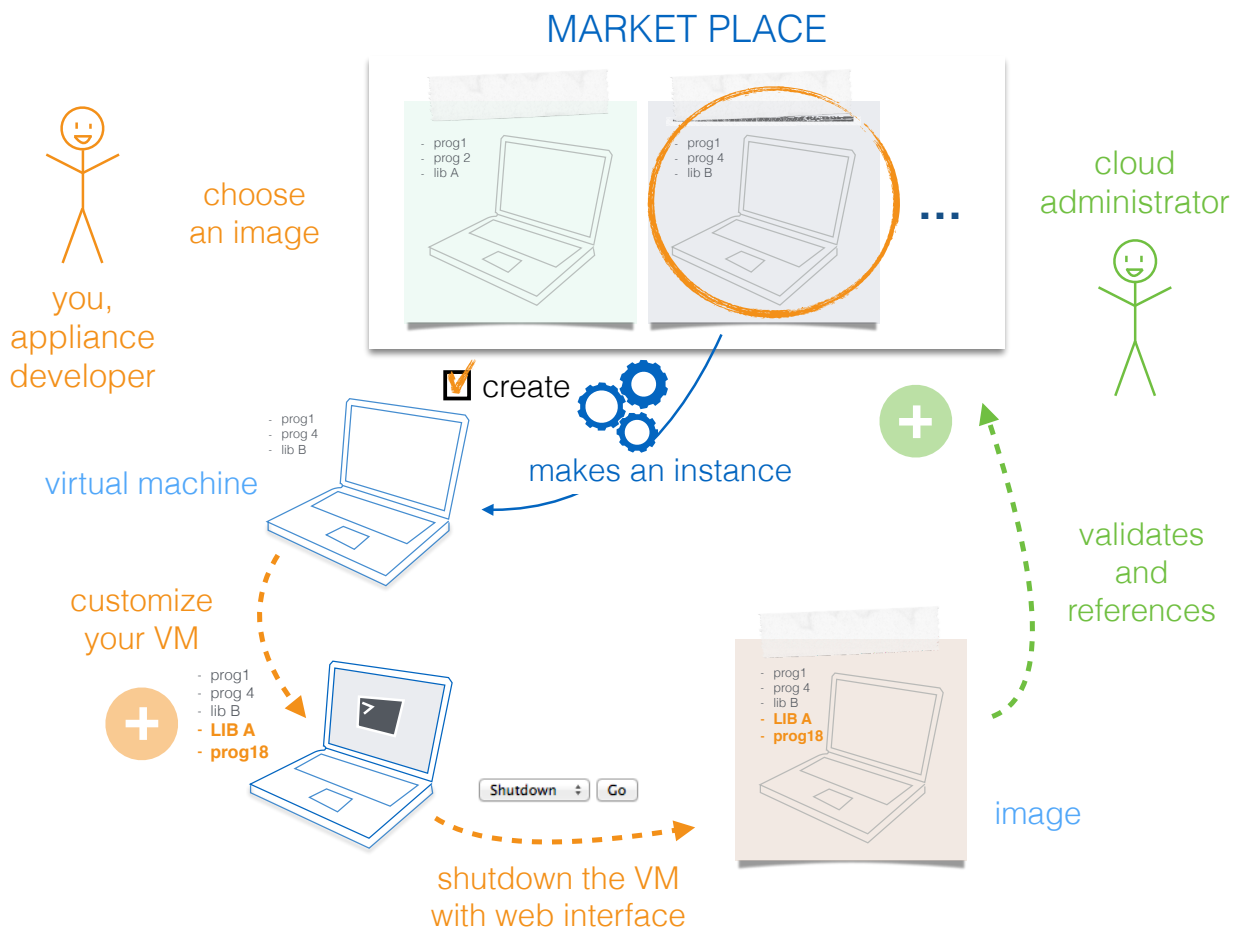 MARKET PLACE
- prog1
- prog 2
- lib A
- prog1
- prog 4
- lib B
...
choose
an image
you,
appliance
developer
cloud
administrator
create
makes an instance
- prog1
- prog 4
- lib B
virtual machine
customize
your VM
- prog1
- prog 4
- lib B
- LIB A
- prog18
Shutdown
Go
shutdown the VM
with web interface
- prog1
- prog 4
- lib B
- LIB A
- prog18
image
validates
and
references